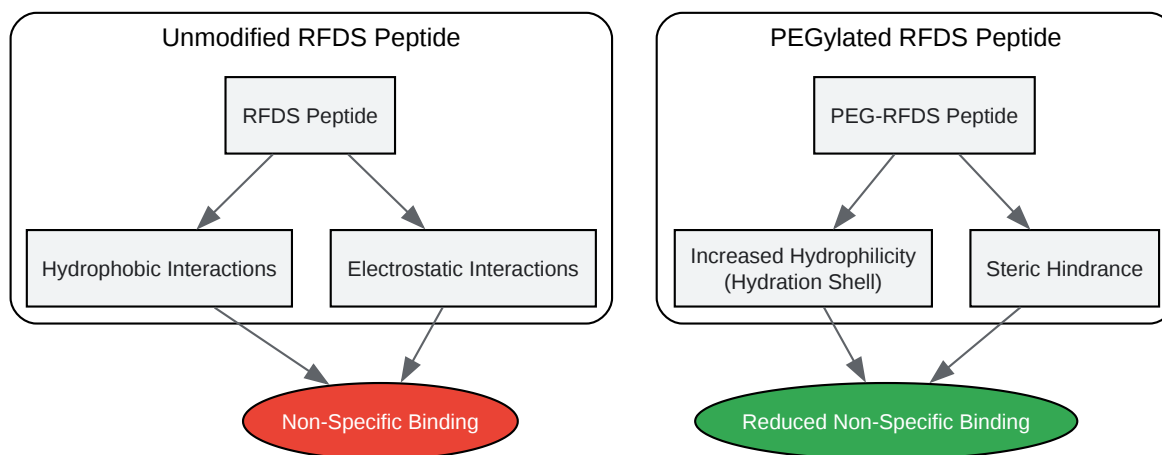 Unmodified RFDS Peptide
RFDS Peptide
Hydrophobic Interactions
Electrostatic Interactions
Non-Specific Binding
PEGylated RFDS Peptide
PEG-RFDS Peptide
Increased Hydrophilicity
(Hydration Shell)
Steric Hindrance
Reduced Non-Specific Binding